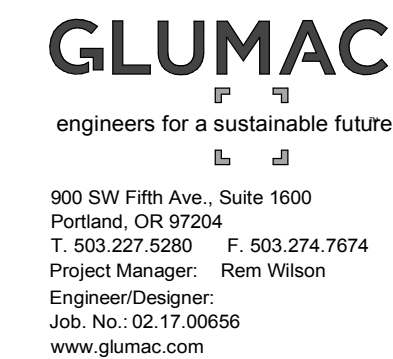 GLUMAC
engineers for a sustainable future
900 SW Fifth Ave., Suite 1600
Portland, OR 97204
T. 503.227.5280 F. 503.274.7674
Project Manager: Rem Wilson
Engineer/Designer:
Job. No.: 02.17.00656
www.glumac.com